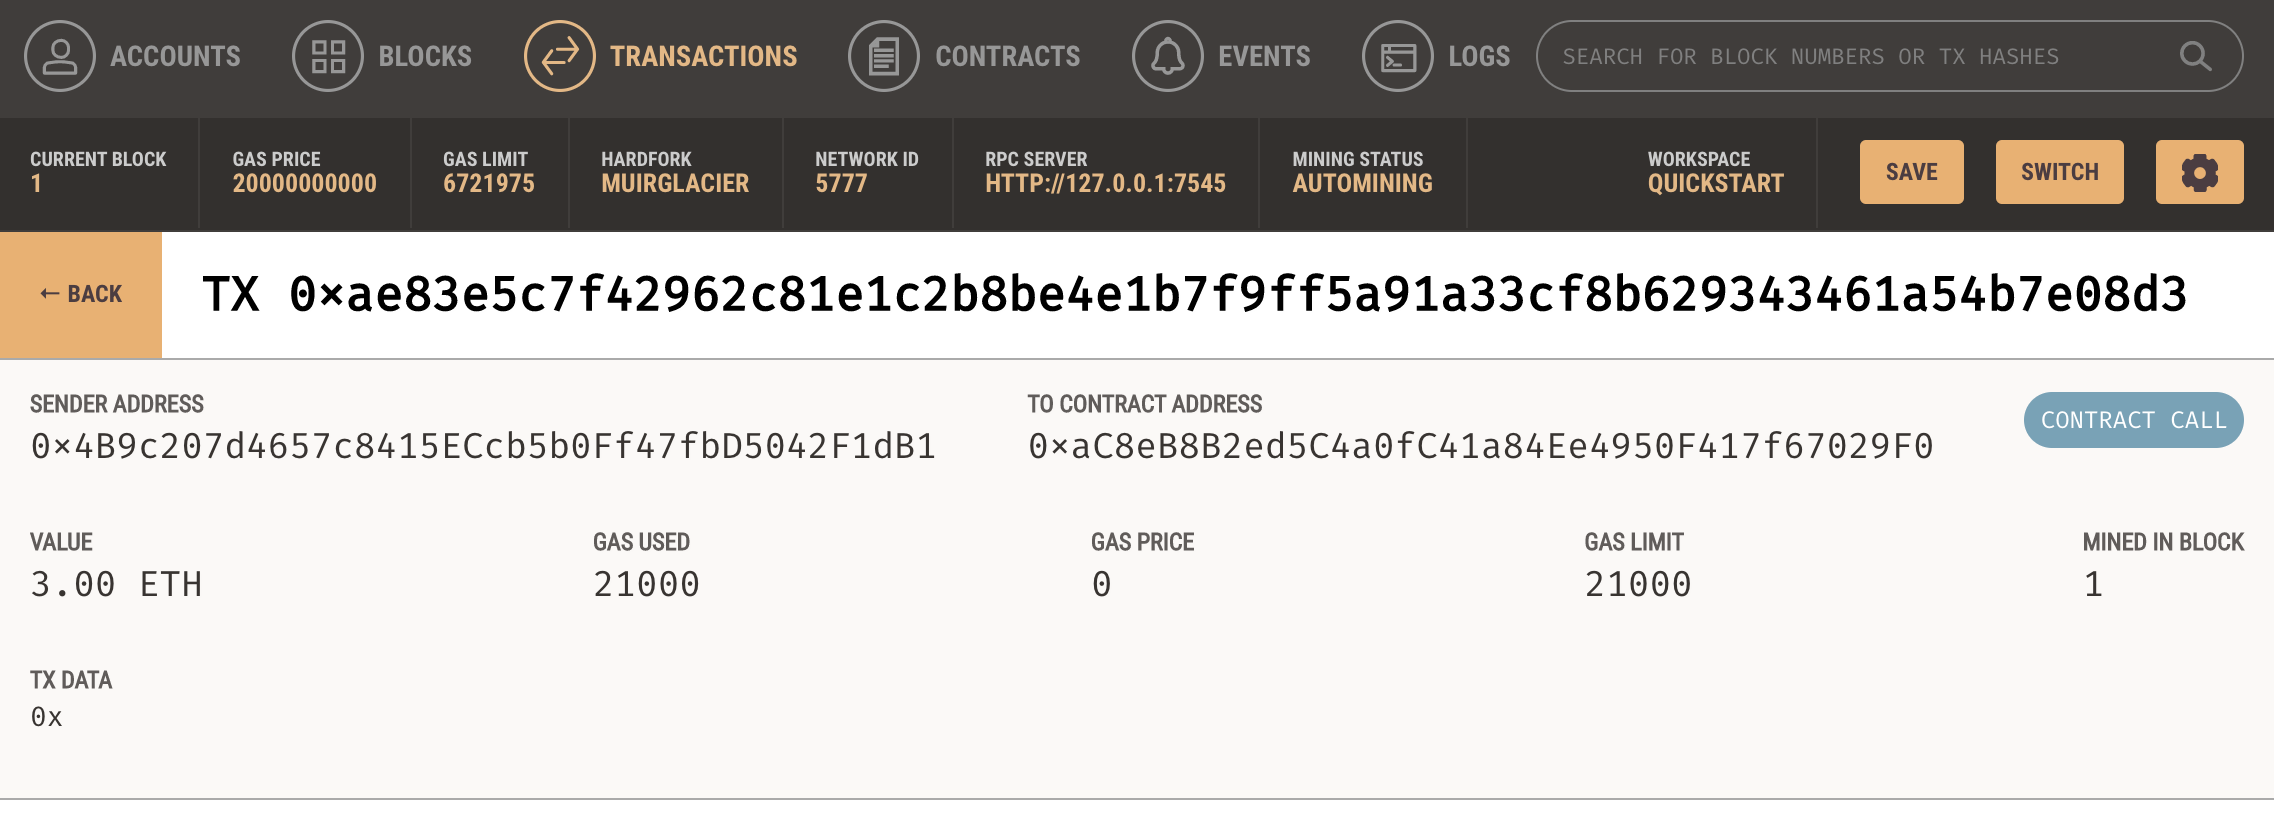 ACCOUNTS BLOCKS TRANSACTIONS CONTRACTS EVENTS LOGS SEARCH FOR BLOCK NUMBERS OR TX HASHES
CURRENT BLOCK GAS PRICE GAS LIMIT HARDFORK NETWORK ID RPC SERVER MINING STATUS WORKSPACE
1 20000000000 6721975 MUIRGLACIER 5777 HTTP://127.0.0.1:7545 AUTOMINING QUICKSTART SAVE SWITCH
← BACK TX 0×ae83e5c7f42962c81e1c2b8be4e1b7f9ff5a91a33cf8b629343461a54b7e08d3
SENDER ADDRESS TO CONTRACT ADDRESS CONTRACT CALL
0×4B9c207d4657c8415ECcb5b0Ff47fbD5042F1dB1 0×aC8eB8B2ed5C4a0fC41a84Ee4950F417f67029F0
VALUE GAS USED GAS PRICE GAS LIMIT MINED IN BLOCK
3.00 ETH 21000 0 21000 1
TX DATA
0x